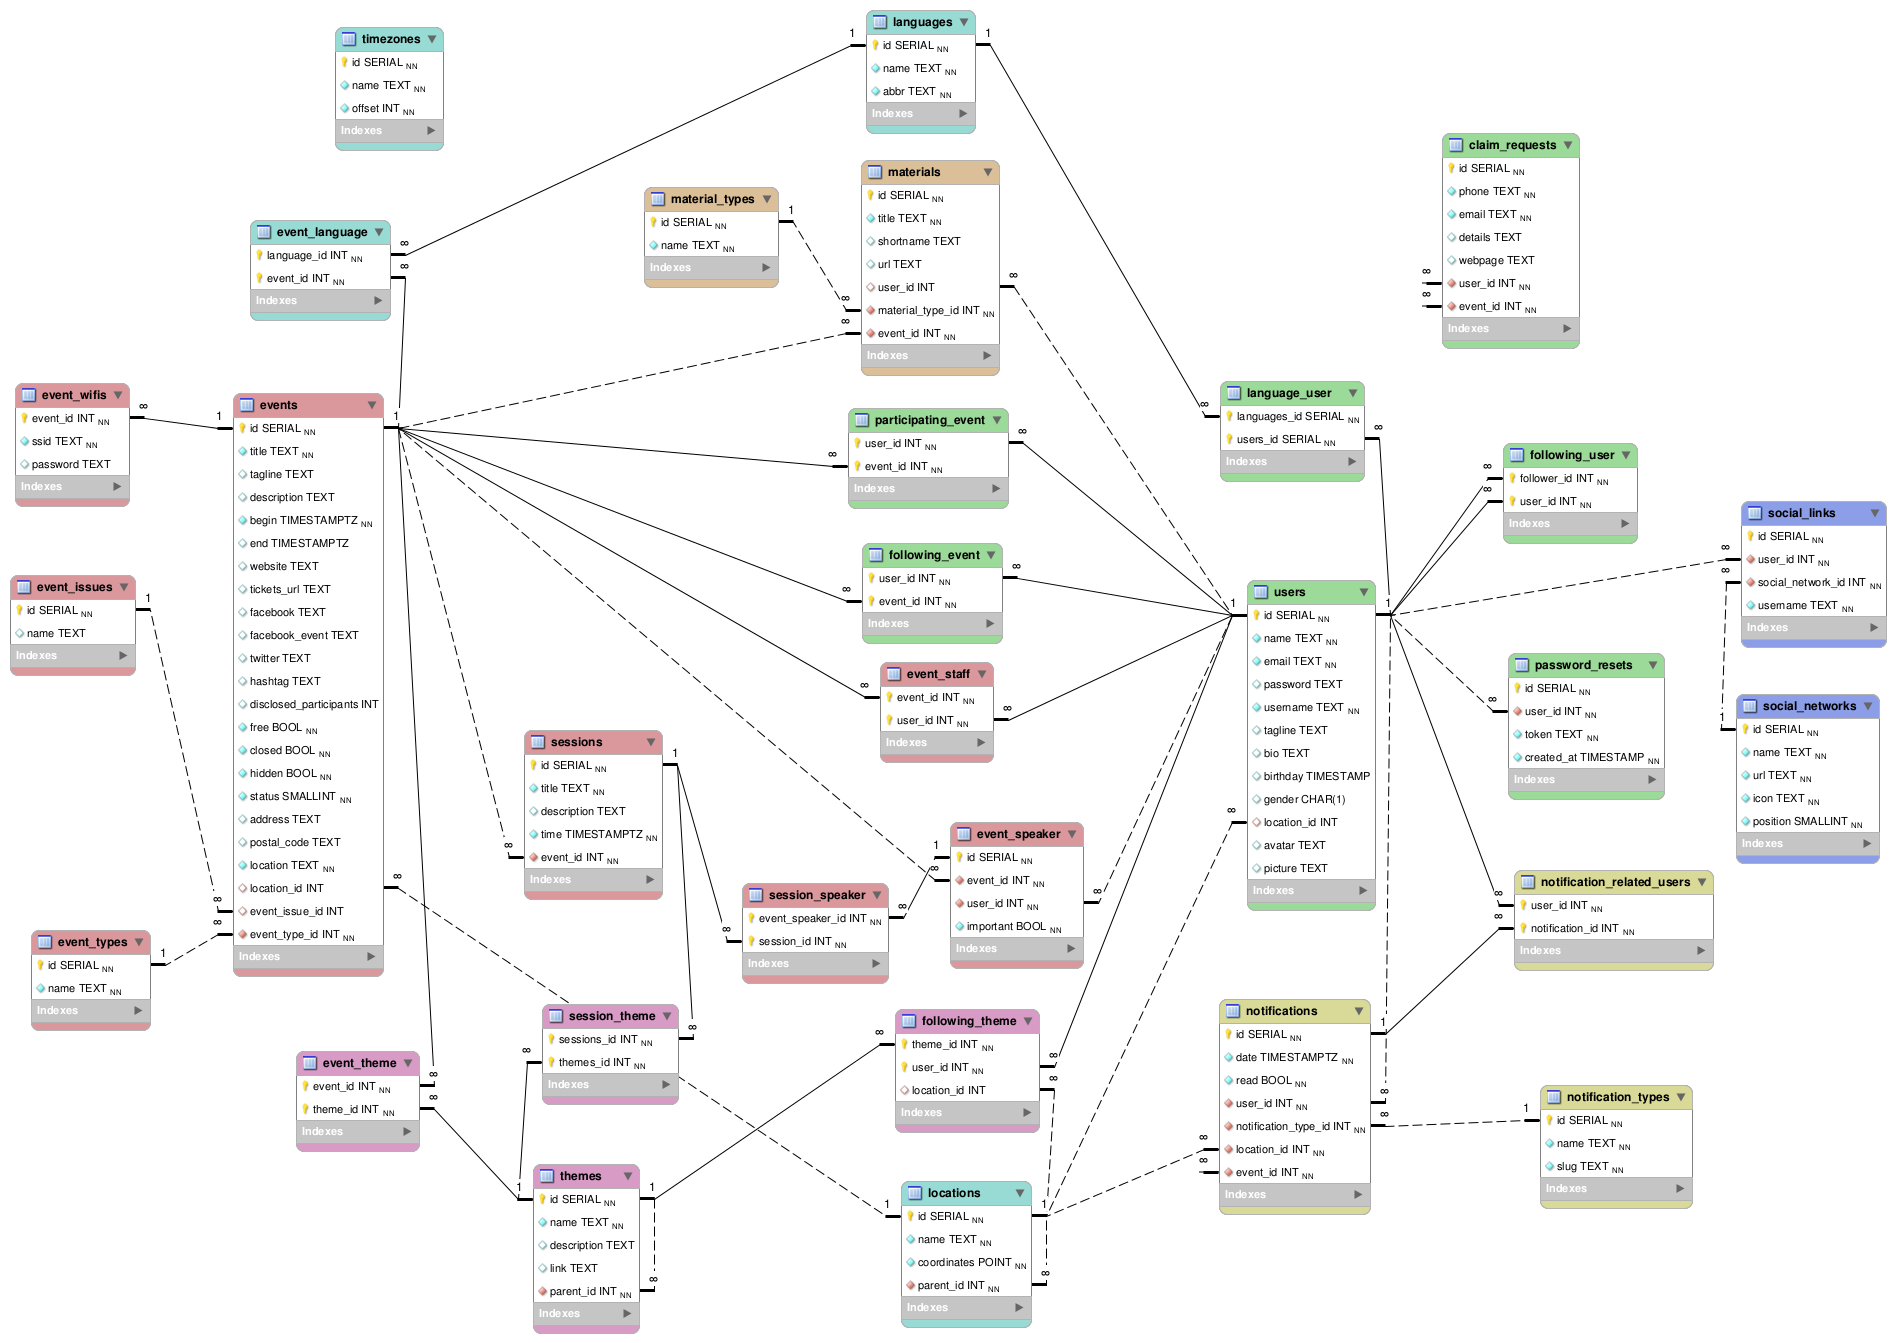 timezones
id SERIAL NN
name TEXT NN
offset INT NN
Indexes
languages
id SERIAL NN
name TEXT NN
abbr TEXT NN
Indexes
1
1
claim_requests
id SERIAL NN
phone TEXT NN
email TEXT NN
details TEXT
webpage TEXT
∞ user_id INT NN
∞ event_id INT NN
Indexes
material_types
id SERIAL NN
name TEXT NN
Indexes
1
materials
id SERIAL NN
title TEXT NN
shortname TEXT
url TEXT
user_id INT
material_type_id INT NN
event_id INT NN
Indexes
∞
∞
∞
event_language
language_id INT NN
event_id INT NN
Indexes
∞
∞
event_wifis
event_id INT NN
ssid TEXT NN
password TEXT
Indexes
∞
1
events
id SERIAL NN
title TEXT NN
tagline TEXT
description TEXT
begin TIMESTAMPTZ NN
end TIMESTAMPTZ
website TEXT
tickets_url TEXT
facebook TEXT
facebook_event TEXT
twitter TEXT
hashtag TEXT
disclosed_participants INT
free BOOL NN
closed BOOL NN
hidden BOOL NN
status SMALLINT NN
address TEXT
postal_code TEXT
location TEXT NN
location_id INT
event_issue_id INT
event_type_id INT NN
Indexes
1
∞
∞
∞
event_issues
id SERIAL NN
name TEXT
Indexes
1
event_types
id SERIAL NN
name TEXT NN
Indexes
1
participating_event
user_id INT NN
event_id INT NN
Indexes
∞
∞
following_event
user_id INT NN
event_id INT NN
Indexes
∞
∞
event_staff
event_id INT NN
user_id INT NN
Indexes
∞
∞
language_user
languages_id SERIAL NN
users_id SERIAL NN
Indexes
∞
∞
following_user
follower_id INT NN
user_id INT NN
Indexes
∞
∞
social_links
id SERIAL NN
user_id INT NN
social_network_id INT NN
username TEXT NN
Indexes
∞
∞
users
id SERIAL NN
name TEXT NN
email TEXT NN
password TEXT
username TEXT NN
tagline TEXT
bio TEXT
birthday TIMESTAMP
gender CHAR(1)
location_id INT
avatar TEXT
picture TEXT
Indexes
1
1
∞
password_resets
id SERIAL NN
user_id INT NN
token TEXT NN
created_at TIMESTAMP NN
Indexes
∞
social_networks
id SERIAL NN
name TEXT NN
url TEXT NN
icon TEXT NN
position SMALLINT NN
Indexes
1
sessions
id SERIAL NN
title TEXT NN
description TEXT
time TIMESTAMPTZ NN
event_id INT NN
Indexes
1
∞
session_speaker
event_speaker_id INT NN
session_id INT NN
Indexes
∞
∞
event_speaker
id SERIAL NN
event_id INT NN
user_id INT NN
important BOOL NN
Indexes
1
∞
∞
notification_related_users
user_id INT NN
notification_id INT NN
Indexes
∞
∞
event_theme
event_id INT NN
theme_id INT NN
Indexes
∞
∞
session_theme
sessions_id INT NN
themes_id INT NN
Indexes
∞
∞
following_theme
theme_id INT NN
user_id INT NN
location_id INT
Indexes
∞
∞
∞
notifications
id SERIAL NN
date TIMESTAMPTZ NN
read BOOL NN
user_id INT NN
notification_type_id INT NN
location_id INT NN
event_id INT NN
Indexes
1
∞
∞
∞
∞
notification_types
id SERIAL NN
name TEXT NN
slug TEXT NN
Indexes
1
themes
id SERIAL NN
name TEXT NN
description TEXT
link TEXT
parent_id INT NN
Indexes
1
1
∞
locations
id SERIAL NN
name TEXT NN
coordinates POINT NN
parent_id INT NN
Indexes
1
1
∞